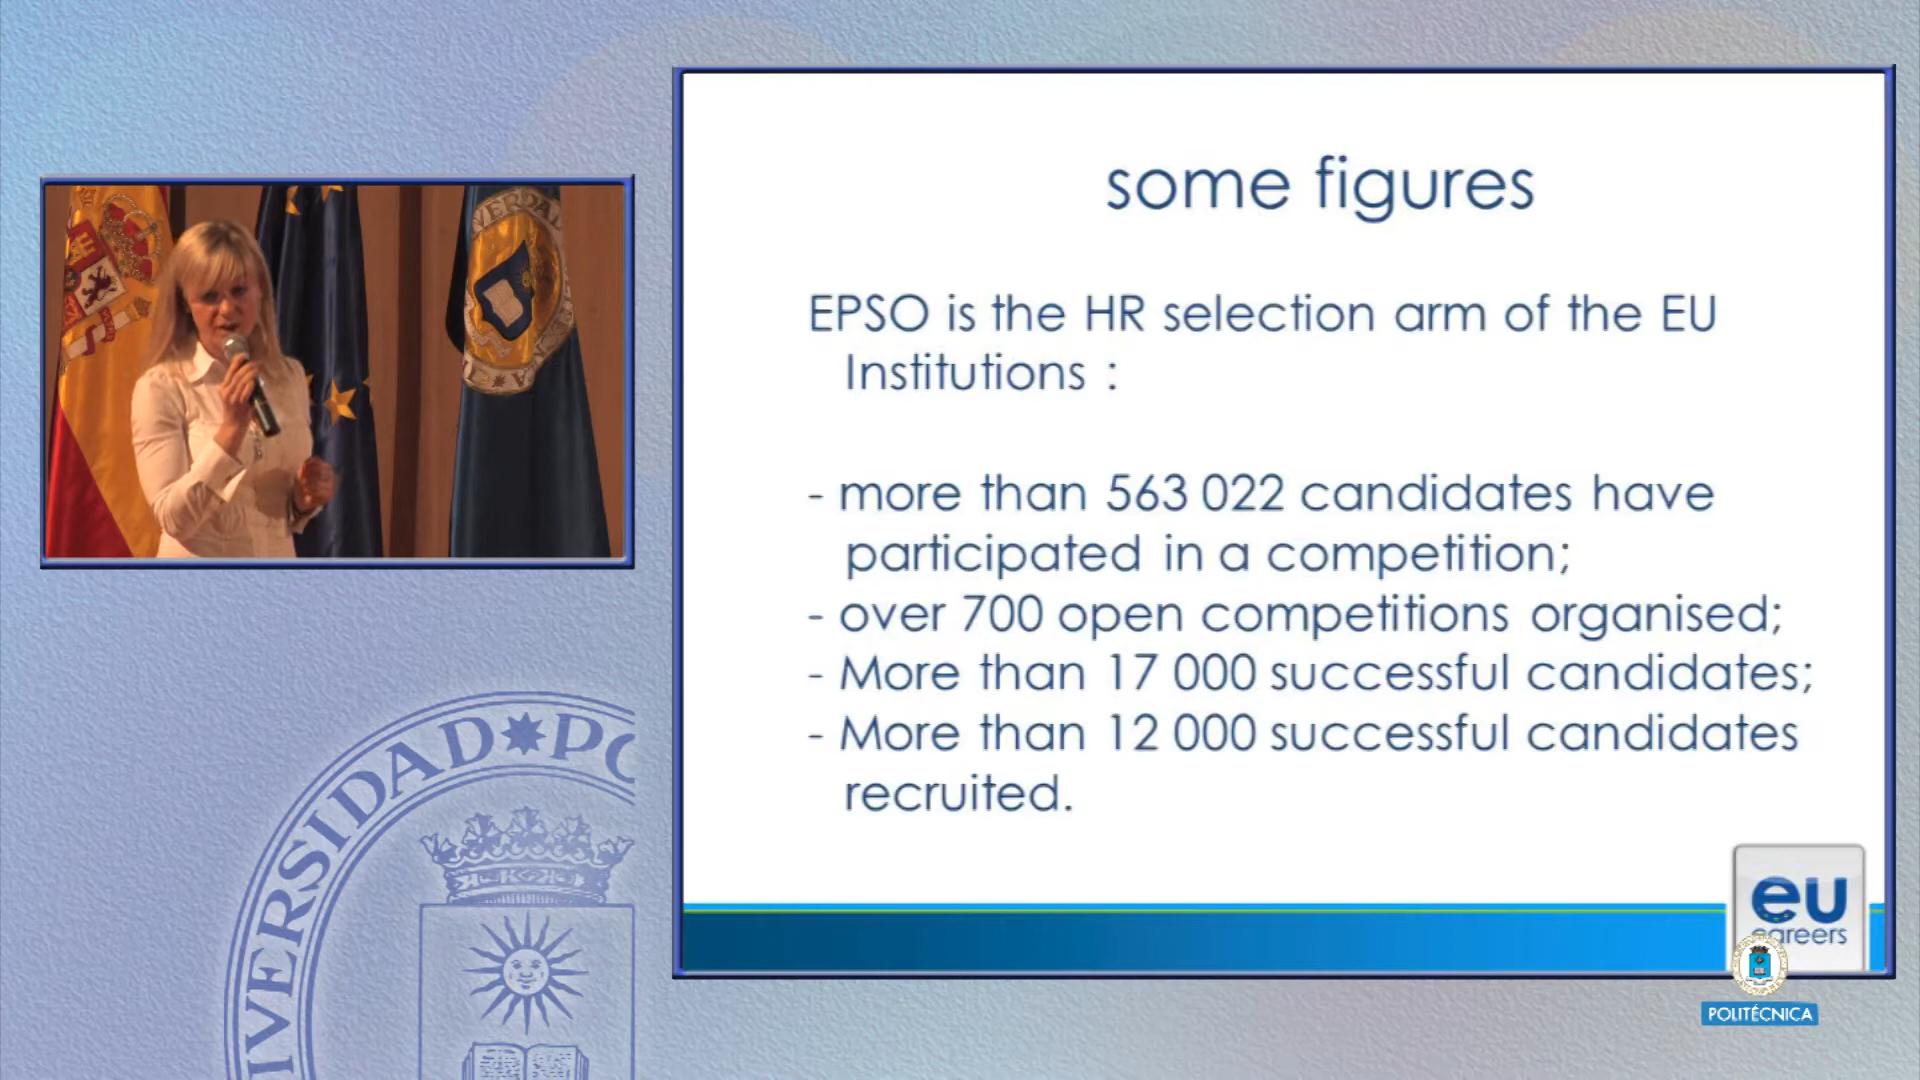 some figures
EPSO is the HR selection arm of the EU
Institutions :
- more than 563 022 candidates have
participated in a competition;
- over 700 open competitions organised;
- More than 17 000 successful candidates;
- More than 12 000 successful candidates
recruited.
eu
careers
POLITÉCNICA
IVERSIDAD PO
VERDAD